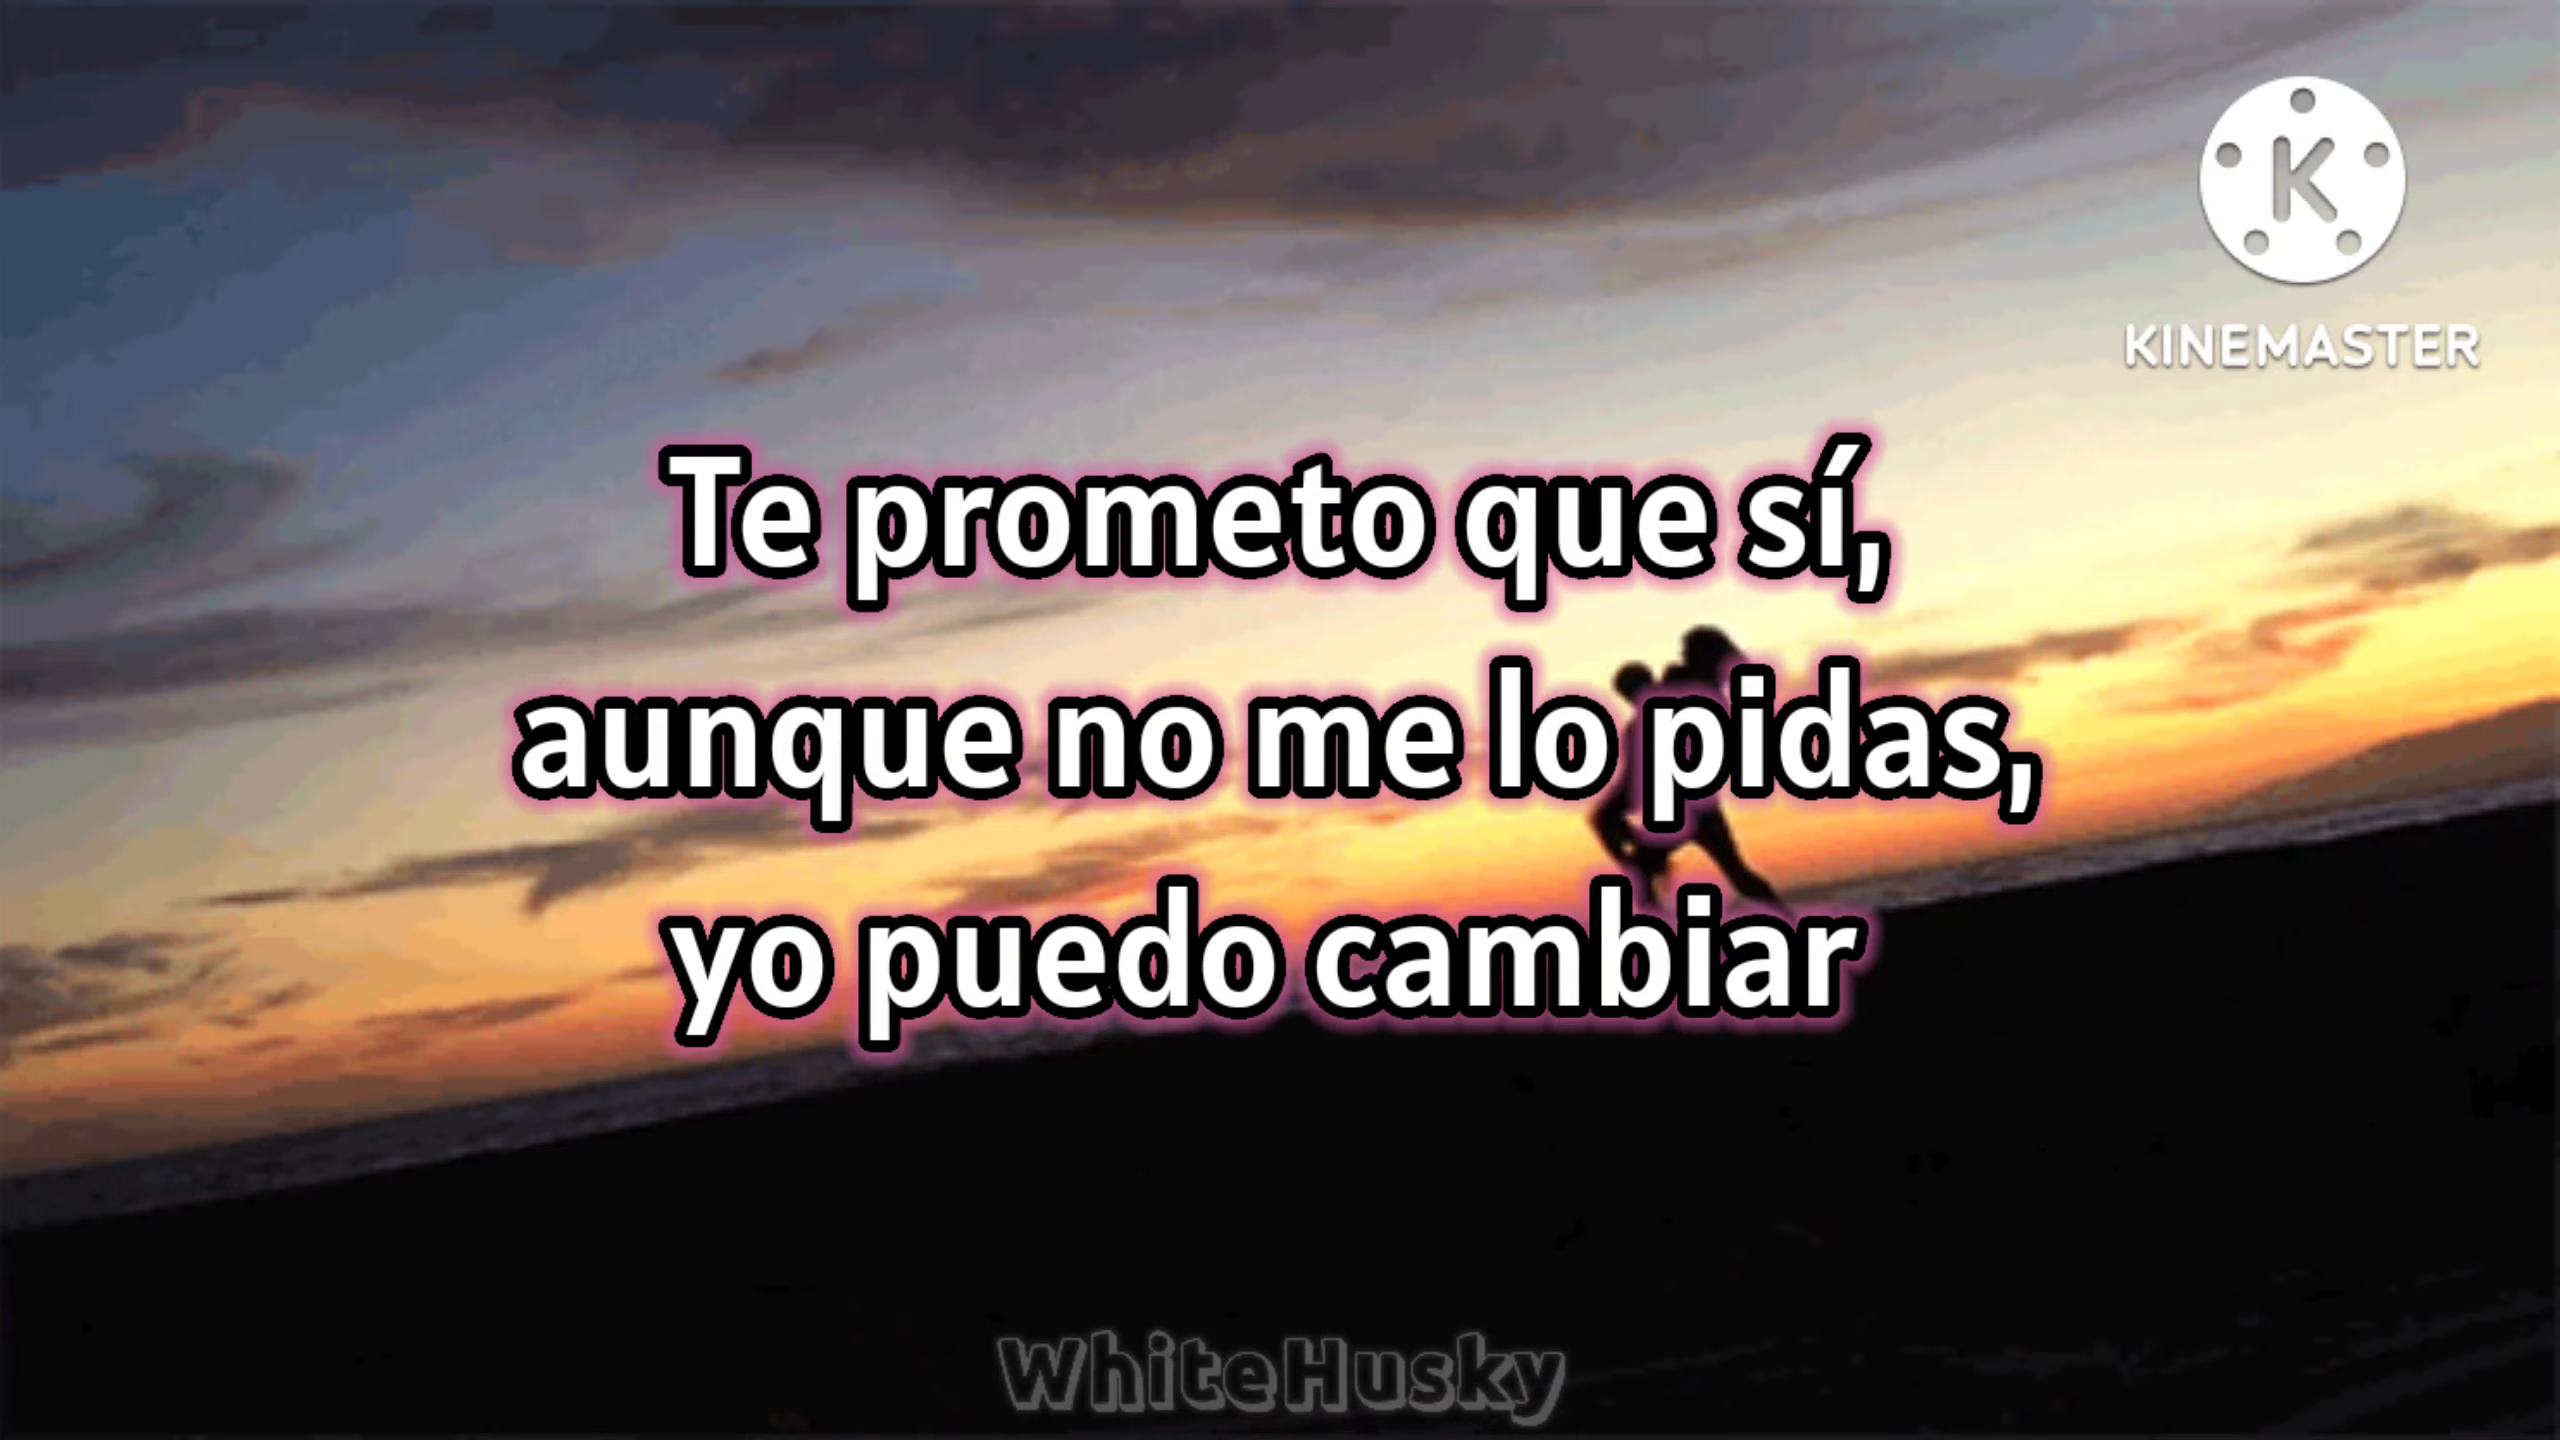 K
KINEMASTER
Te prometo que sí,
aunque no me lo pidas,
yo puedo cambiar
WhiteHusky